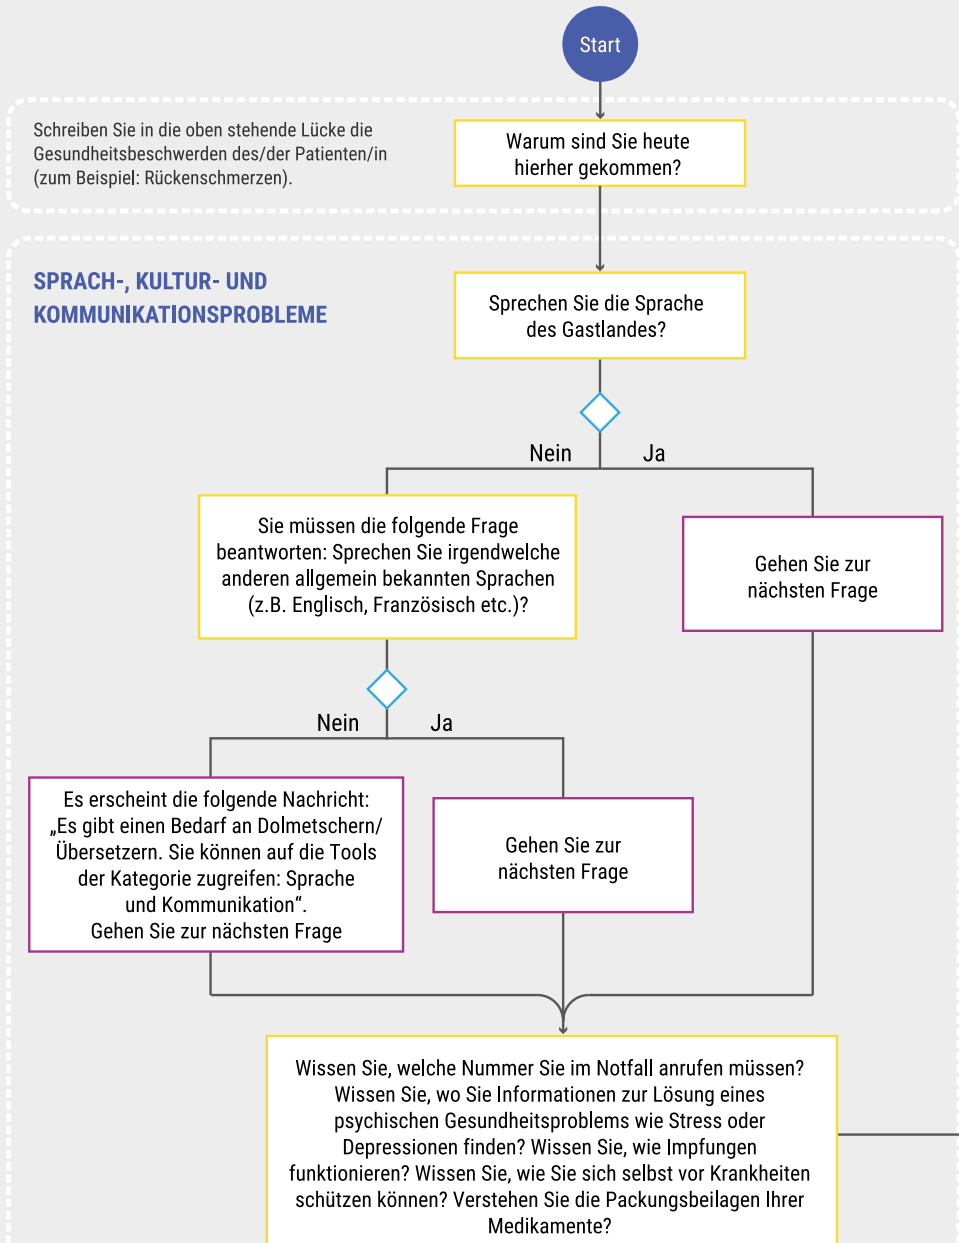 Start
Schreiben Sie in die oben stehende Lücke die
Gesundheitsbeschwerden des/der Patienten/in
(zum Beispiel: Rückenschmerzen).
Warum sind Sie heute
hierher gekommen?
SPRACH-, KULTUR- UND
KOMMUNIKATIONSPROBLEME
Sprechen Sie die Sprache
des Gastlandes?
Nein
Ja
Sie müssen die folgende Frage
beantworten: Sprechen Sie irgendwelche
anderen allgemein bekannten Sprachen
(z.B. Englisch, Französisch etc.)?
Gehen Sie zur
nächsten Frage
Nein
Ja
Es erscheint die folgende Nachricht:
„Es gibt einen Bedarf an Dolmetschern/
Übersetzern. Sie können auf die Tools
der Kategorie zugreifen: Sprache
und Kommunikation“.
Gehen Sie zur nächsten Frage
Gehen Sie zur
nächsten Frage
Wissen Sie, welche Nummer Sie im Notfall anrufen müssen?
Wissen Sie, wo Sie Informationen zur Lösung eines
psychischen Gesundheitsproblems wie Stress oder
Depressionen finden? Wissen Sie, wie Impfungen
funktionieren? Wissen Sie, wie Sie sich selbst vor Krankheiten
schützen können? Verstehen Sie die Packungsbeilagen Ihrer
Medikamente?